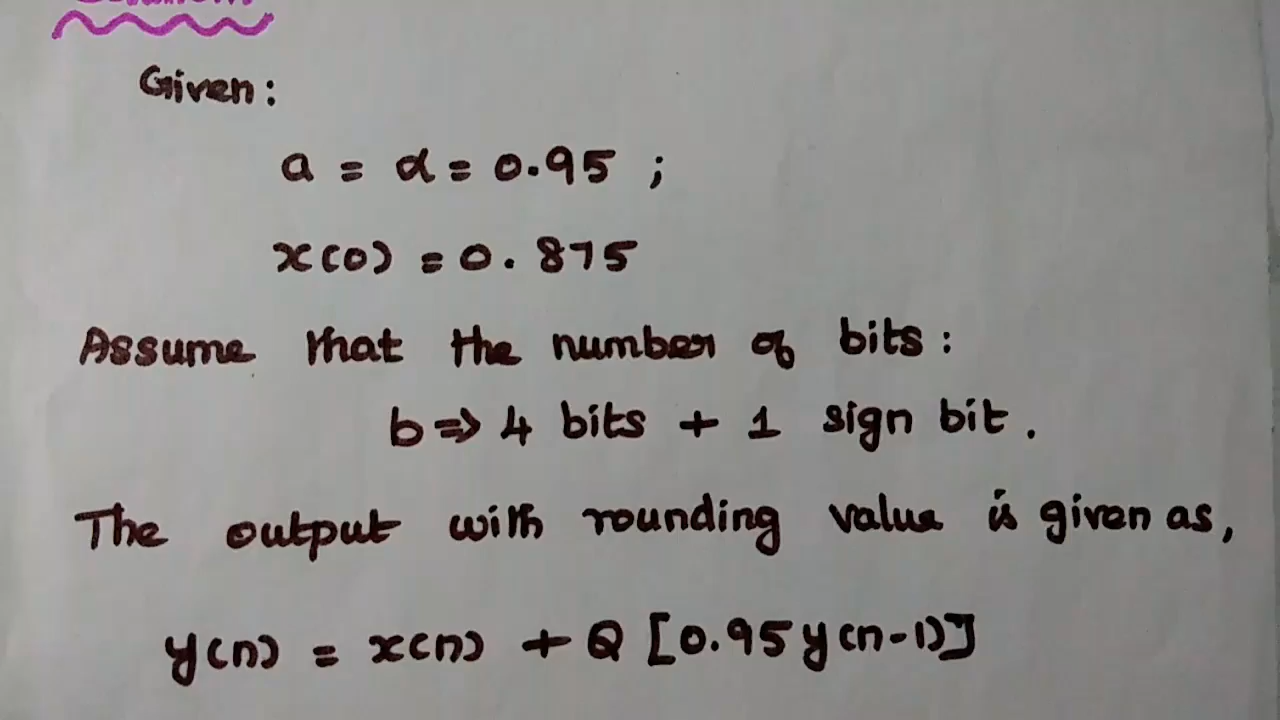 Given:
a = α = 0.95 ;
x(0) = 0.875
Assume that the number of bits :
b ⇒ 4 bits + 1 sign bit.
The output with rounding value is given as,
y(n) = x(n) + Q [0.95 y(n-1)]